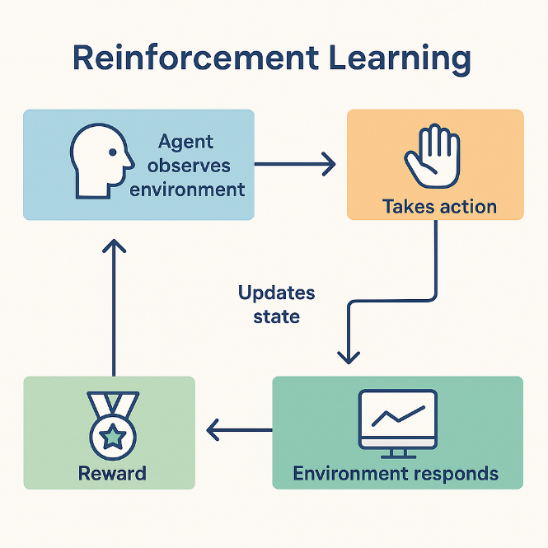 Reinforcement Learning
Agent
observes
environment
Takes action
Updates
state
Reward
Environment responds